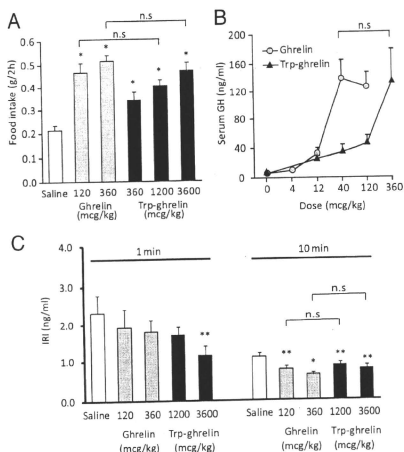 A
n.s
n.s
Food intake (g/2h)
0.6
0.5
0.4
0.3
0.2
0.1
0.0
*
*
*
*
*
Saline 120 360 360 1200 3600
Ghrelin Trp-ghrelin
(mcg/kg) (mcg/kg)
B
n.s
Ghrelin
Trp-ghrelin
Serum GH (ng/ml)
200
160
120
80
40
0
0 4 12 40 120 360
Dose (mcg/kg)
C
1 min 10 min
n.s
n.s
IRI (ng/ml)
4.0
3.0
2.0
1.0
0.0
**
** * ** **
Saline 120 360 1200 3600 Saline 120 360 1200 3600
Ghrelin Trp-ghrelin Ghrelin Trp-ghrelin
(mcg/kg) (mcg/kg) (mcg/kg) (mcg/kg)